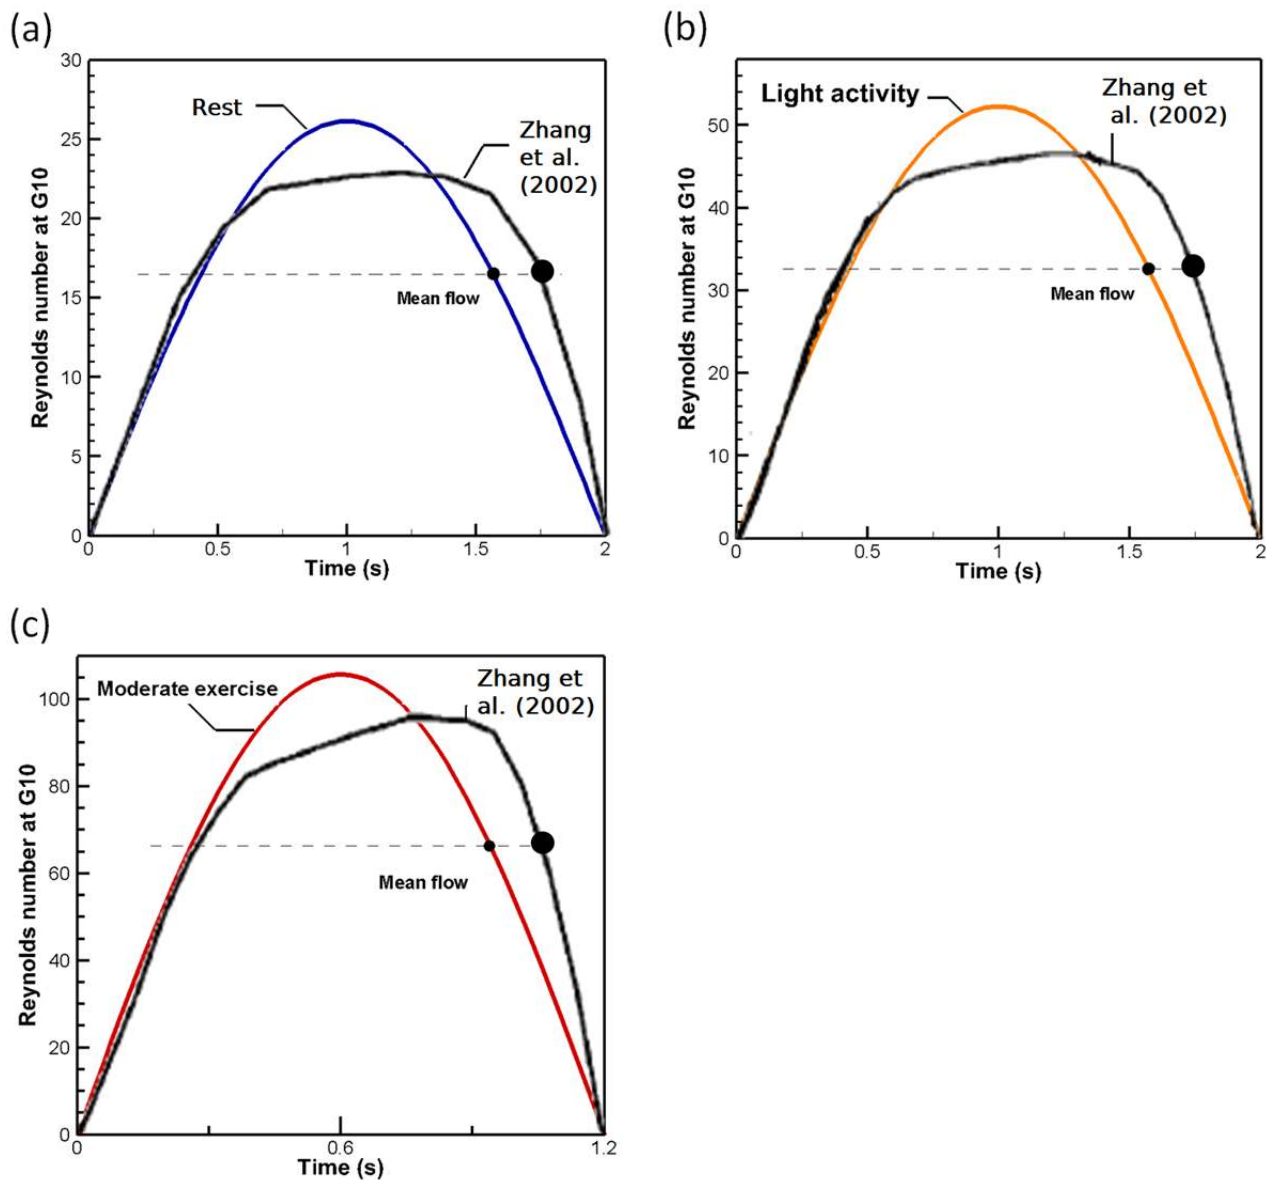 (a)
Reynolds number at G10
30
25
20
15
10
5
0
Rest
Zhang
et al.
(2002)
Mean flow
0
0.5
1
1.5
2
Time (s)
(b)
Reynolds number at G10
50
40
30
20
10
0
Light activity
Zhang et
al. (2002)
Mean flow
0
0.5
1
1.5
2
Time (s)
(c)
Reynolds number at G10
100
80
60
40
20
0
Moderate exercise
Zhang et
al. (2002)
Mean flow
0
0.6
1.2
Time (s)